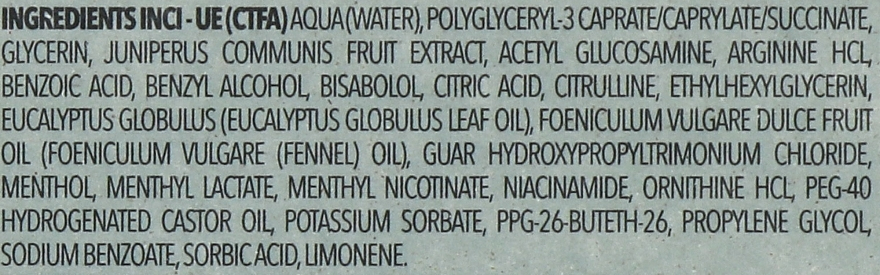 INGREDIENTS INCI - UE (CTFA) AQUA (WATER), POLYGLYCERYL-3 CAPRATE/CAPRYLATE/SUCCINATE,
GLYCERIN, JUNIPERUS COMMUNIS FRUIT EXTRACT, ACETYL GLUCOSAMINE, ARGININE HCL,
BENZOIC ACID, BENZYL ALCOHOL, BISABOLOL, CITRIC ACID, CITRULLINE, ETHYLHEXYLGLYCERIN,
EUCALYPTUS GLOBULUS (EUCALYPTUS GLOBULUS LEAF OIL), FOENICULUM VULGARE DULCE FRUIT
OIL (FOENICULUM VULGARE (FENNEL) OIL), GUAR HYDROXYPROPYLTRIMONIUM CHLORIDE,
MENTHOL, MENTHYL LACTATE, MENTHYL NICOTINATE, NIACINAMIDE, ORNITHINE HCL, PEG-40
HYDROGENATED CASTOR OIL, POTASSIUM SORBATE, PPG-26-BUTETH-26, PROPYLENE GLYCOL,
SODIUM BENZOATE, SORBIC ACID, LIMONENE.